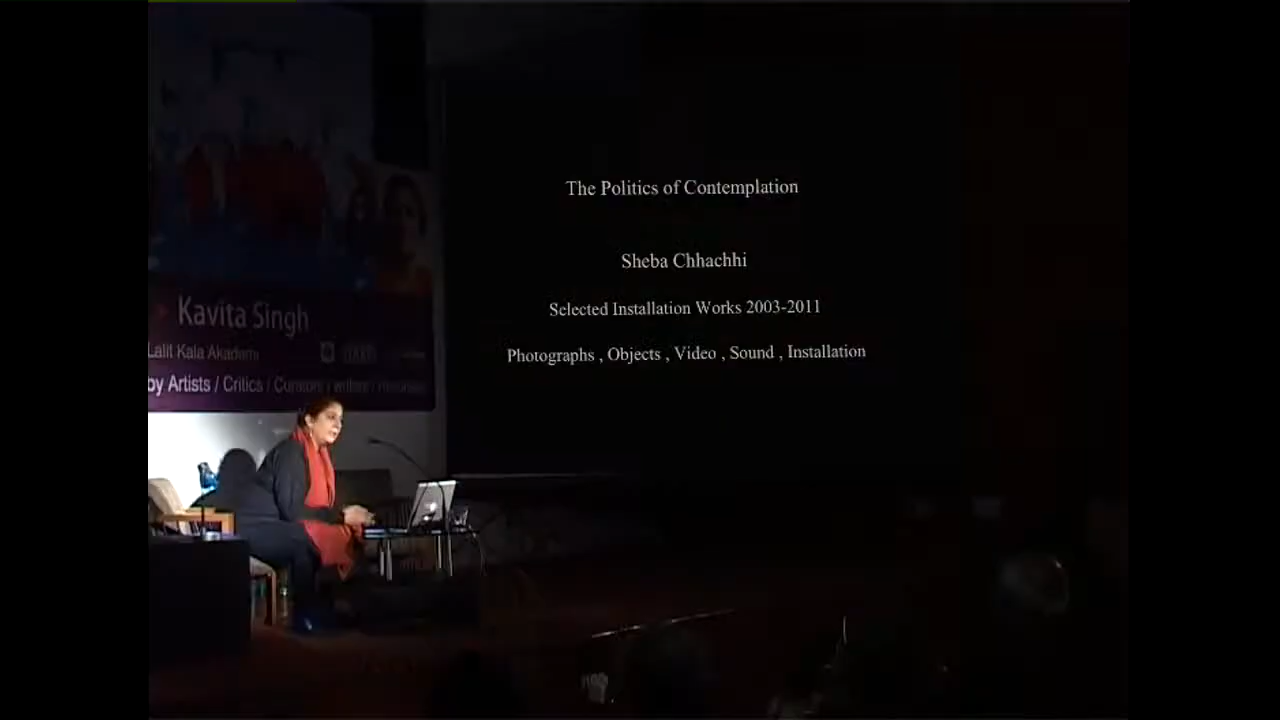 The Politics of Contemplation
Sheba Chhachhi
Selected Installation Works 2003-2011
Photographs , Objects , Video , Sound , Installation
Kavita Singh
Lalit Kala Akademi
by Artists / Critics / Curators /